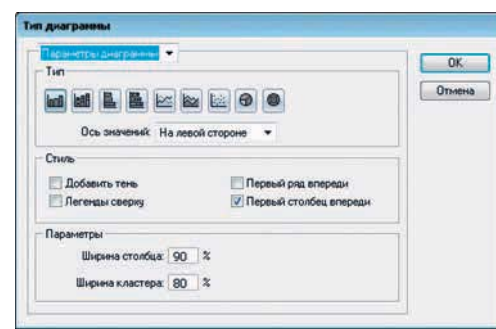 Тип диаграммы
Параметры диаграммы
OK
Тип
Отмена
Ось значений: На левой стороне
Стиль
Добавить тень Первый ряд впереди
Легенды сверху Первый столбец впереди
Параметры
Ширина столбца: 90 %
Ширина кластера: 80 %